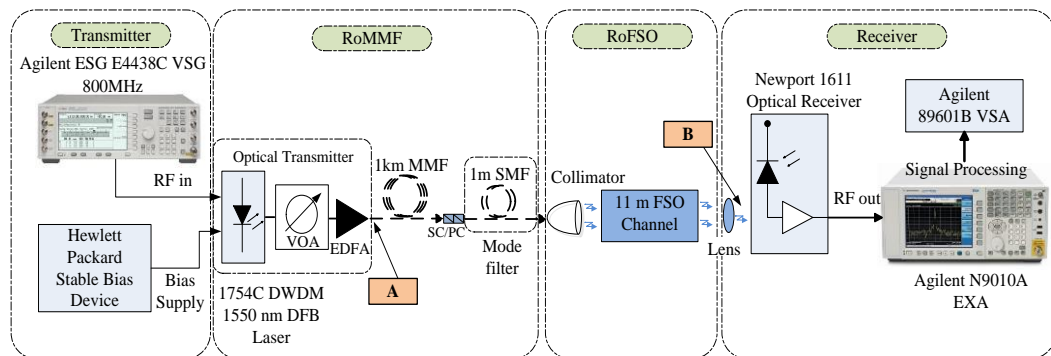 Transmitter
Agilent ESG E4438C VSG
800MHz
RF in
Hewlett
Packard
Stable Bias
Device
Bias
Supply
RoMMF
Optical Transmitter
VOA
EDFA
1754C DWDM
1550 nm DFB
Laser
1km MMF
A
SC/PC
1m SMF
Mode
filter
RoFSO
Collimator
11 m FSO
Channel
B
Lens
Receiver
Newport 1611
Optical Receiver
RF out
Agilent
89601B VSA
Signal Processing
Agilent N9010A
EXA